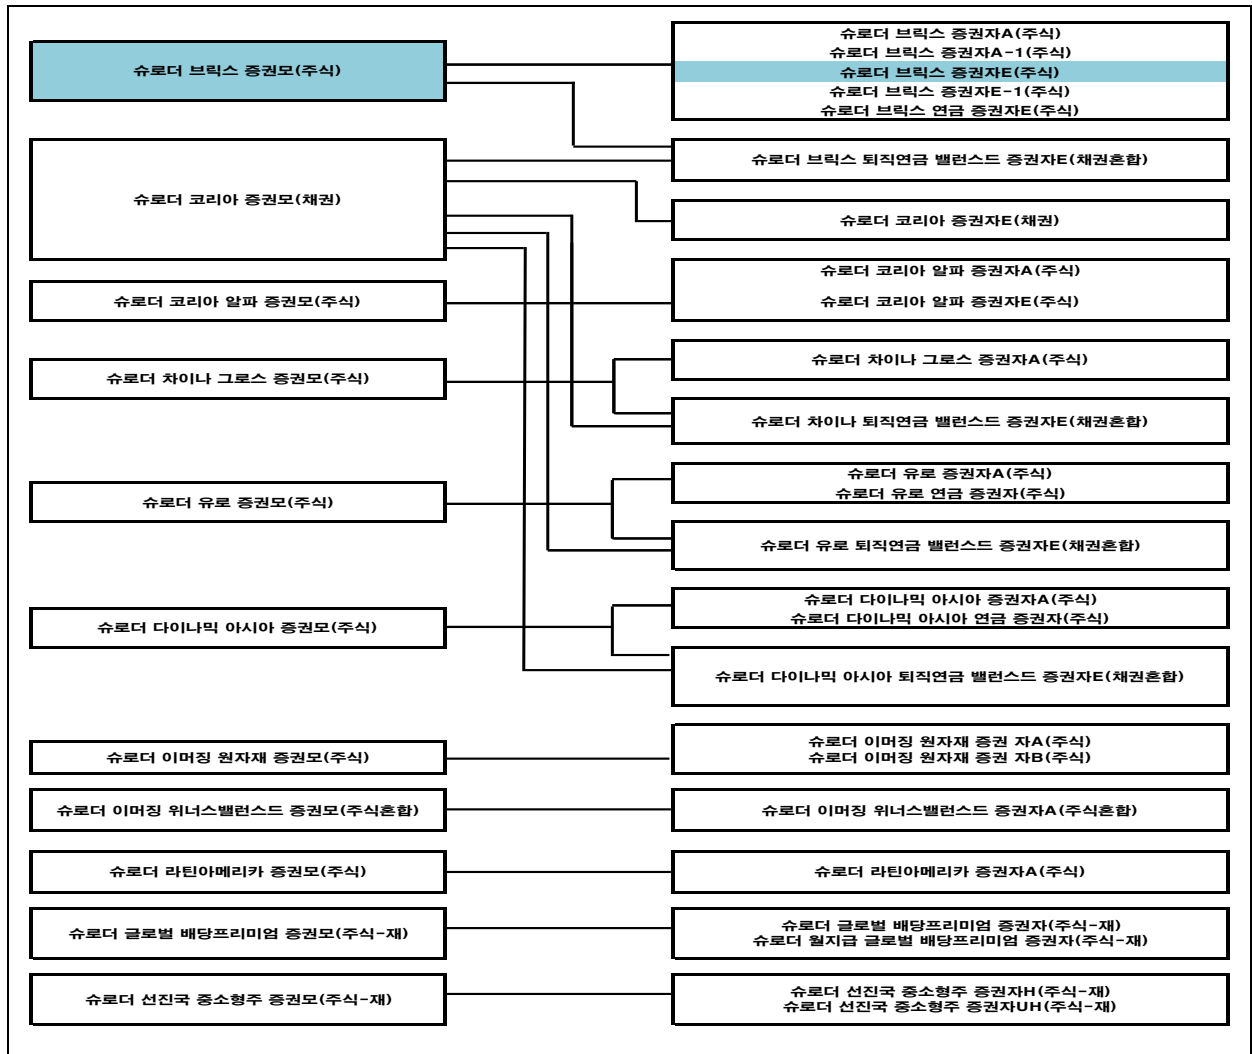 슈로더 브릭스 증권모(주식)
슈로더 브릭스 증권자A(주식)
슈로더 브릭스 증권자A-1(주식)
슈로더 브릭스 증권자E(주식)
슈로더 브릭스 증권자E-1(주식)
슈로더 브릭스 연금 증권자E(주식)
슈로더 코리아 증권모(채권)
슈로더 브릭스 퇴직연금 밸런스드 증권자E(채권혼합)
슈로더 코리아 증권자E(채권)
슈로더 코리아 알파 증권모(주식)
슈로더 코리아 알파 증권자A(주식)
슈로더 코리아 알파 증권자E(주식)
슈로더 차이나 그로스 증권모(주식)
슈로더 차이나 그로스 증권자A(주식)
슈로더 차이나 퇴직연금 밸런스드 증권자E(채권혼합)
슈로더 유로 증권모(주식)
슈로더 유로 증권자A(주식)
슈로더 유로 연금 증권자(주식)
슈로더 유로 퇴직연금 밸런스드 증권자E(채권혼합)
슈로더 다이나믹 아시아 증권모(주식)
슈로더 다이나믹 아시아 증권자A(주식)
슈로더 다이나믹 아시아 연금 증권자(주식)
슈로더 다이나믹 아시아 퇴직연금 밸런스드 증권자E(채권혼합)
슈로더 이머징 원자재 증권모(주식)
슈로더 이머징 원자재 증권 자A(주식)
슈로더 이머징 원자재 증권 자B(주식)
슈로더 이머징 위너스밸런스드 증권모(주식혼합)
슈로더 이머징 위너스밸런스드 증권자A(주식혼합)
슈로더 라틴아메리카 증권모(주식)
슈로더 라틴아메리카 증권자A(주식)
슈로더 글로벌 배당프리미엄 증권모(주식-재)
슈로더 글로벌 배당프리미엄 증권자(주식-재)
슈로더 월지급 글로벌 배당프리미엄 증권자(주식-재)
슈로더 선진국 중소형주 증권모(주식-재)
슈로더 선진국 중소형주 증권자H(주식-재)
슈로더 선진국 중소형주 증권자UH(주식-재)